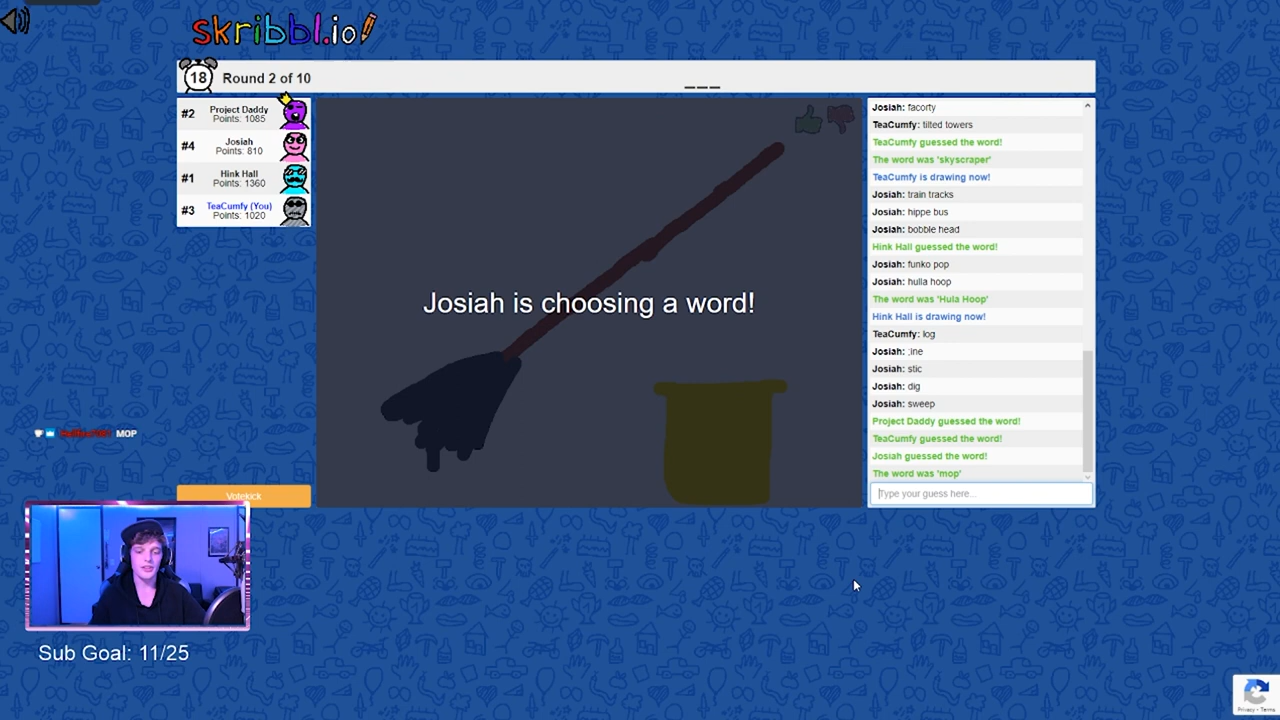 skribbl.io
18
Round 2 of 10
___
#2
Project Daddy
Points: 1085
#4
Josiah
Points: 810
#1
Hink Hall
Points: 1360
#3
TeaCumfy (You)
Points: 1020
Josiah is choosing a word!
Josiah: facorty
TeaCumfy: tilted towers
TeaCumfy guessed the word!
The word was 'skyscraper'
TeaCumfy is drawing now!
Josiah: train tracks
Josiah: hippe bus
Josiah: bobble head
Hink Hall guessed the word!
Josiah: funko pop
Josiah: hulla hoop
The word was 'Hula Hoop'
Hink Hall is drawing now!
TeaCumfy: log
Josiah: ;ine
Josiah: stic
Josiah: dig
Josiah: sweep
Project Daddy guessed the word!
TeaCumfy guessed the word!
Josiah guessed the word!
The word was 'mop'
Type your guess here...
MOP
Votekick
Sub Goal: 11/25
Privacy - Terms